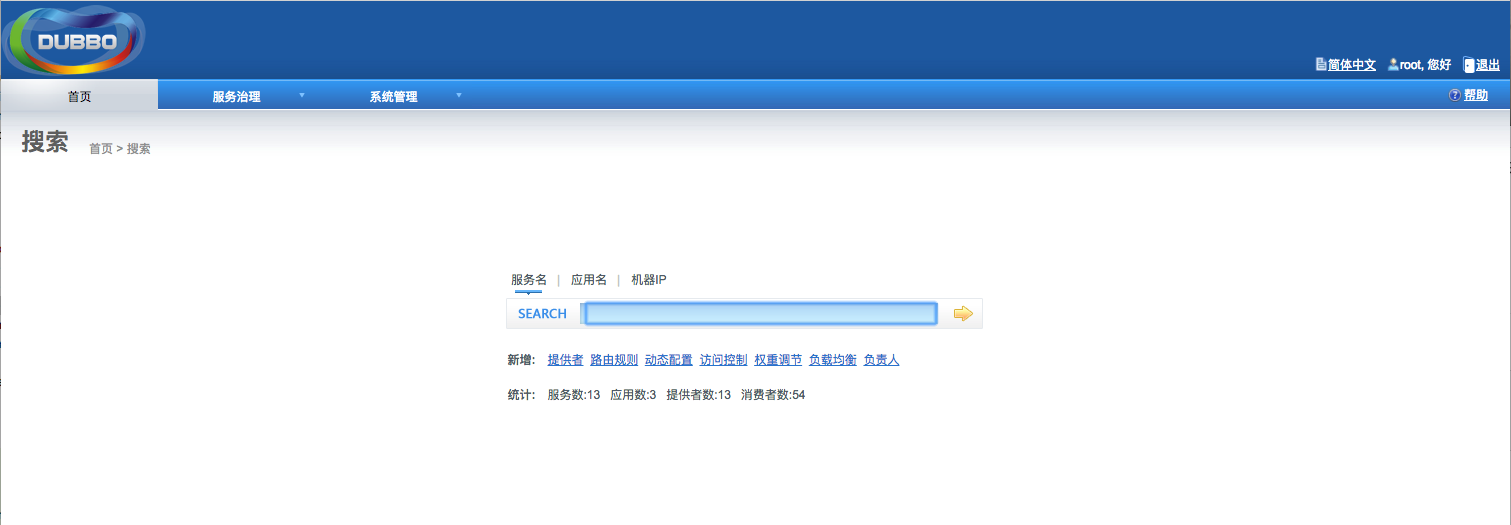 DUBBO
简体中文 root, 您好 退出
首页 服务治理 系统管理 帮助
搜索 首页 > 搜索
服务名 | 应用名 | 机器IP
SEARCH
新增: 提供者 路由规则 动态配置 访问控制 权重调节 负载均衡 负责人
统计: 服务数:13 应用数:3 提供者数:13 消费者数:54